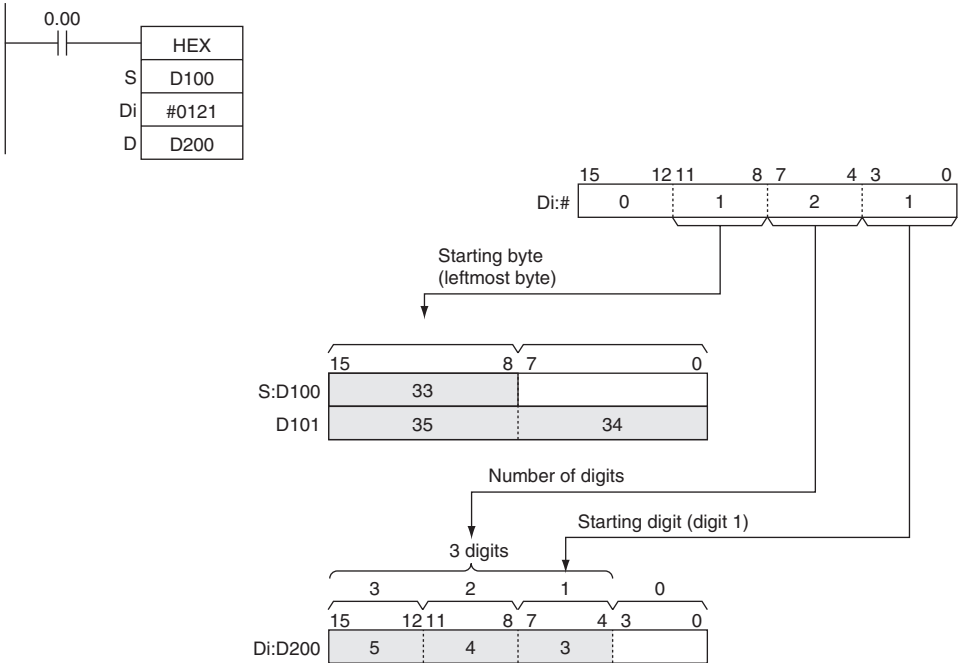 0.00
HEX
S D100
Di #0121
D D200
15 12 11 8 7 4 3 0
Di:# 0 1 2 1
Starting byte
(leftmost byte)
15 8 7 0
S:D100 33
D101 35 34
Number of digits
Starting digit (digit 1)
3 digits
3 2 1 0
15 12 11 8 7 4 3 0
Di:D200 5 4 3